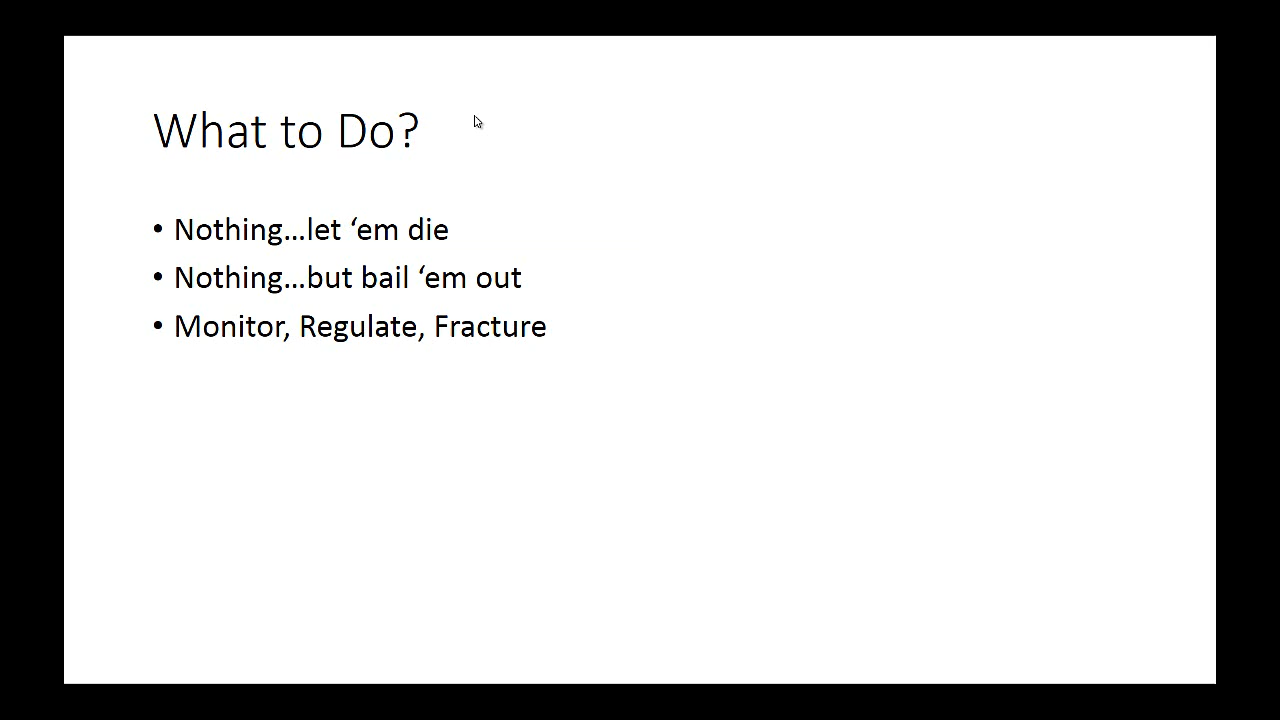 What to Do?
• Nothing…let ‘em die
• Nothing…but bail ‘em out
• Monitor, Regulate, Fracture